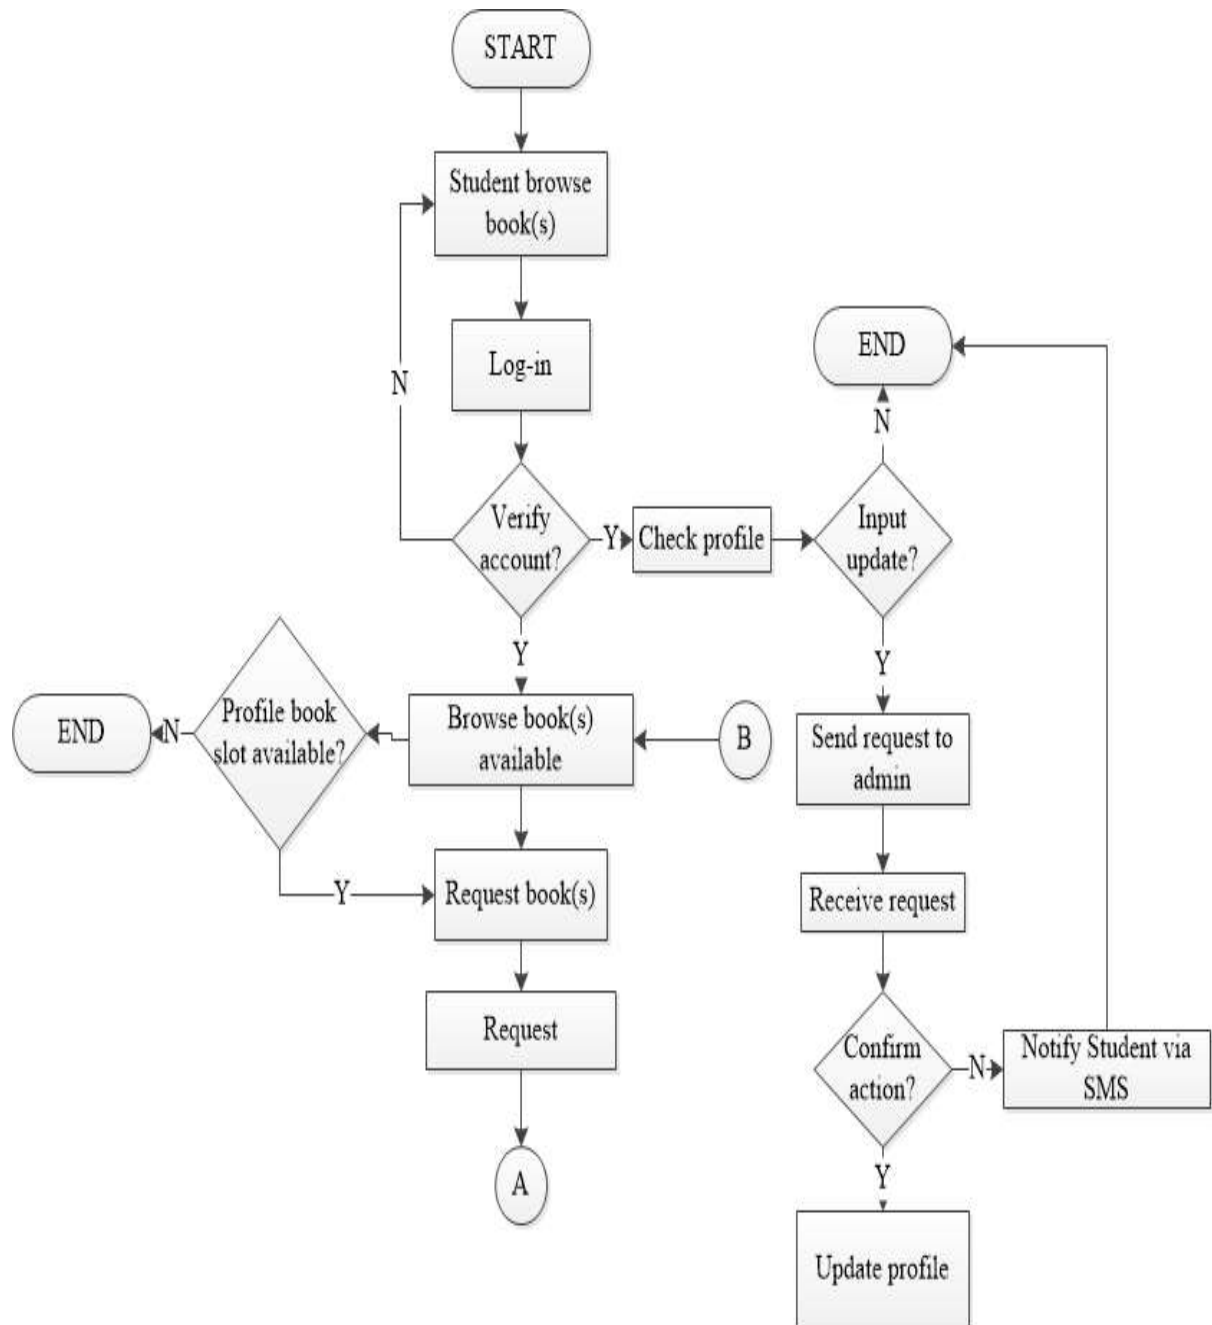 START
Student browse
book(s)
Log-in
N
END
N
Verify
account?
Y
Check profile
Input
update?
Y
Y
END
N
Profile book
slot available?
Browse book(s)
available
B
Send request to
admin
Y
Request book(s)
Receive request
Request
Confirm
action?
N
Notify Student via
SMS
A
Y
Update profile